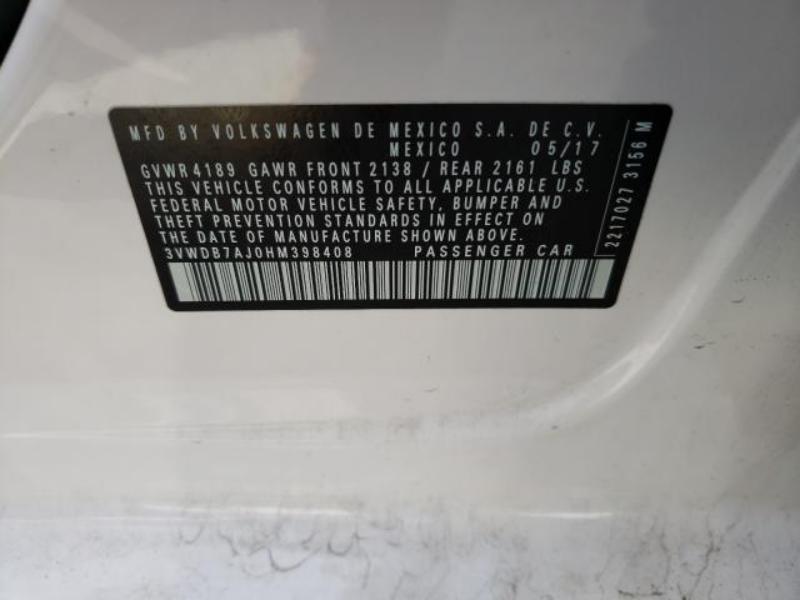 MFD BY VOLKSWAGEN DE MEXICO S.A. DE C.V.
MEXICO 05/17
GVWR 4189 GAWR FRONT 2138 / REAR 2161 LBS
THIS VEHICLE CONFORMS TO ALL APPLICABLE U.S.
FEDERAL MOTOR VEHICLE SAFETY, BUMPER AND
THEFT PREVENTION STANDARDS IN EFFECT ON
THE DATE OF MANUFACTURE SHOWN ABOVE.
3VWDB7AJ0HM398408 PASSENGER CAR
2217027 3156 M